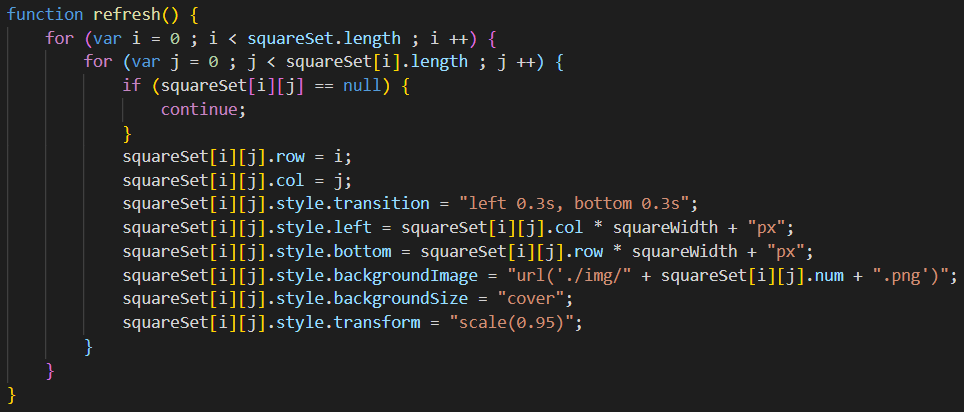 function refresh() {
    for (var i = 0 ; i < squareSet.length ; i ++) {
        for (var j = 0 ; j < squareSet[i].length ; j ++) {
            if (squareSet[i][j] == null) {
                continue;
            }
            squareSet[i][j].row = i;
            squareSet[i][j].col = j;
            squareSet[i][j].style.transition = "left 0.3s, bottom 0.3s";
            squareSet[i][j].style.left = squareSet[i][j].col * squareWidth + "px";
            squareSet[i][j].style.bottom = squareSet[i][j].row * squareWidth + "px";
            squareSet[i][j].style.backgroundImage = "url('./img/" + squareSet[i][j].num + ".png')";
            squareSet[i][j].style.backgroundSize = "cover";
            squareSet[i][j].style.transform = "scale(0.95)";
        }
    }
}